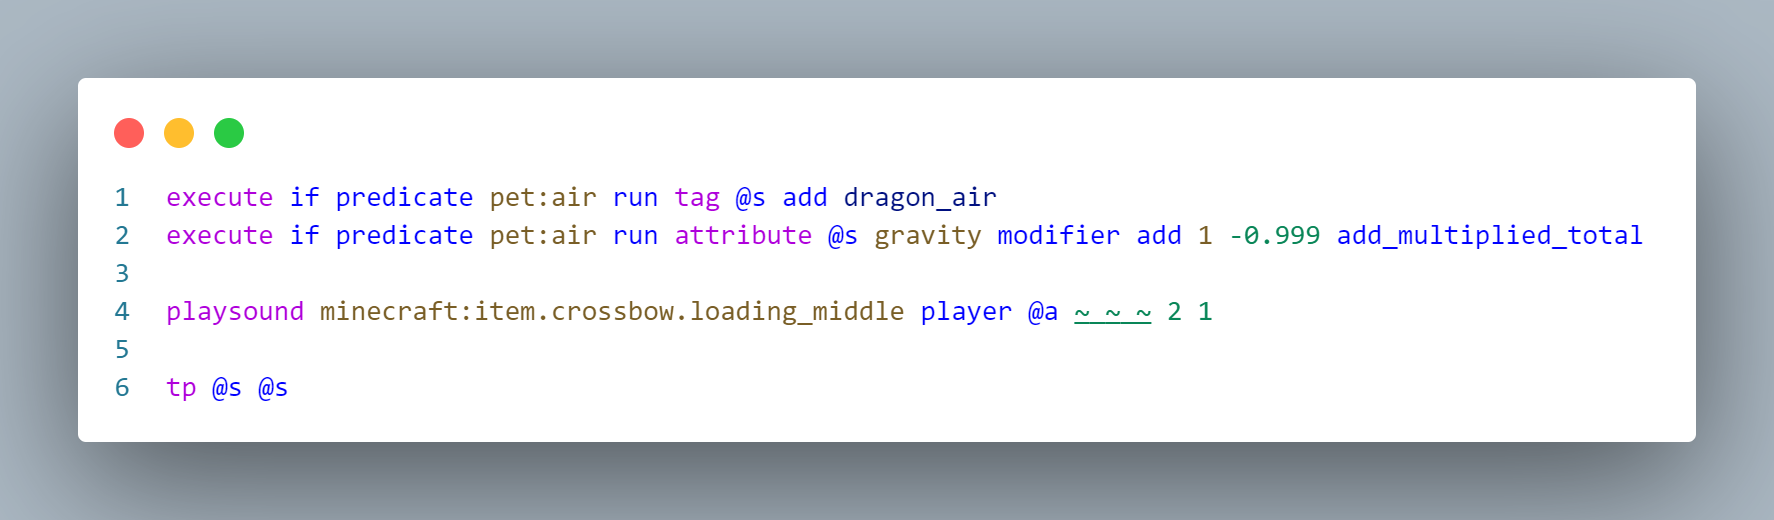 1 execute if predicate pet:air run tag @s add dragon_air
2 execute if predicate pet:air run attribute @s gravity modifier add 1 -0.999 add_multiplied_total
3
4 playsound minecraft:item.crossbow.loading_middle player @a ~ ~ ~ 2 1
5
6 tp @s @s